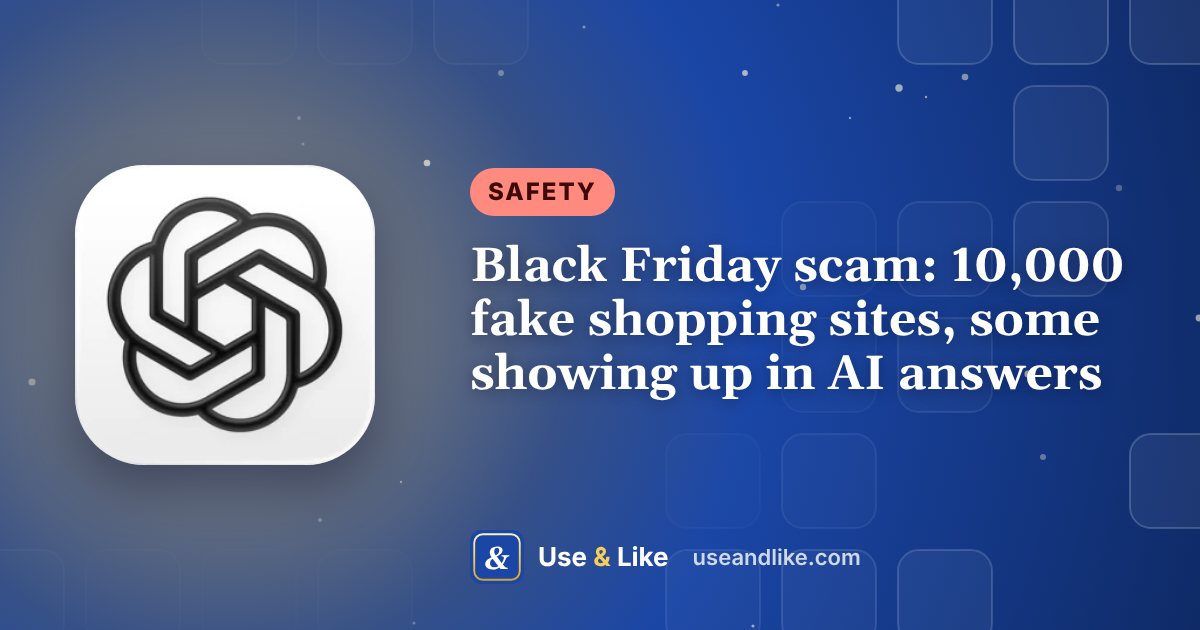 SAFETY
Black Friday scam: 10,000
fake shopping sites, some
showing up in AI answers
& Use & Like useandlike.com